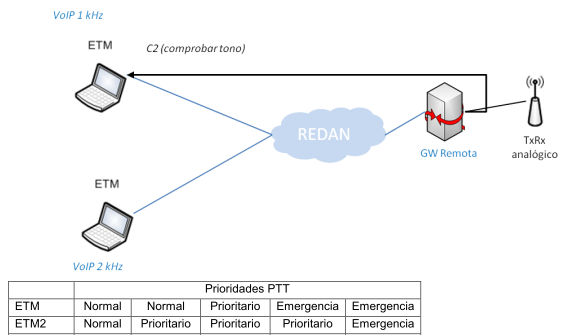 VoIP 1 kHz
ETM
C2 (comprobar tono)
REDAN
GW Remota
TxRx
analógico
ETM
VoIP 2 kHz
Prioridades PTT
ETM Normal Normal Prioritario Emergencia Emergencia
ETM2 Normal Prioritario Prioritario Prioritario Emergencia